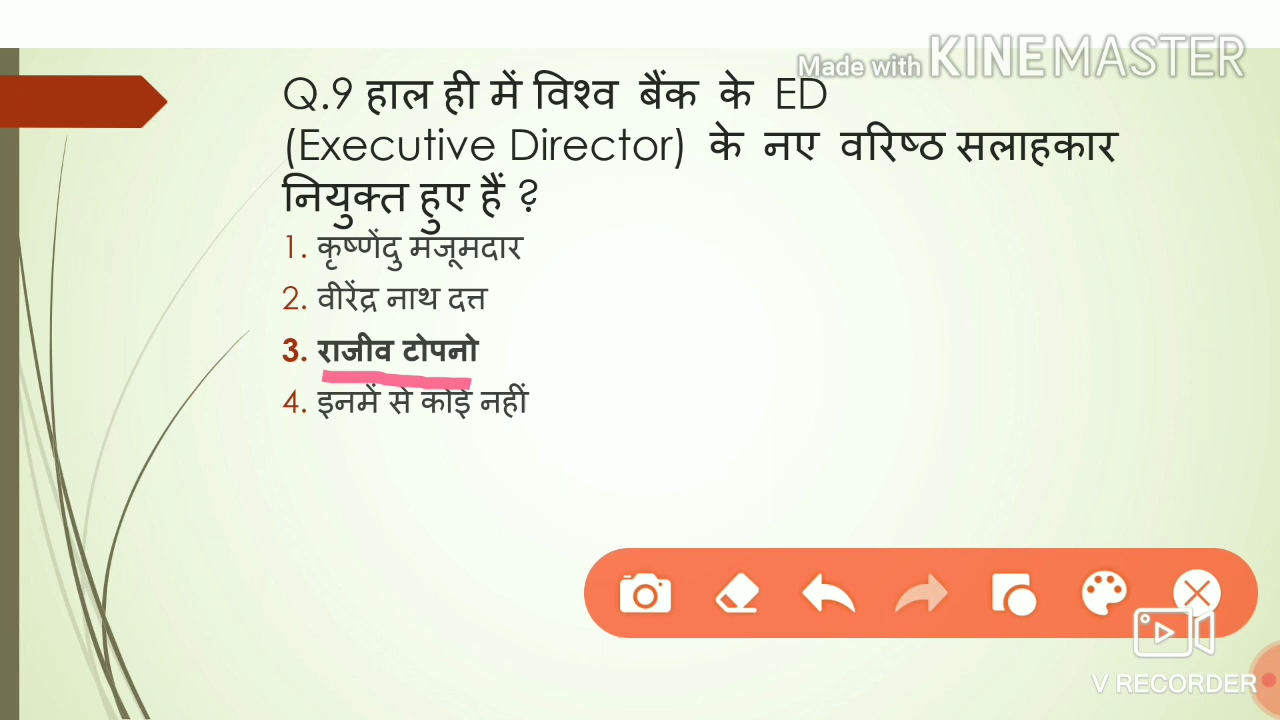 Made with KINEMASTER
Q.9 हाल ही में विश्व बैंक के ED
(Executive Director) के नए वरिष्ठ सलाहकार
नियुक्त हुए हैं ?
1. कृष्णेंदु मजूमदार
2. वीरेंद्र नाथ दत्त
3. राजीव टोपनो
4. इनमें से कोई नहीं
V RECORDER